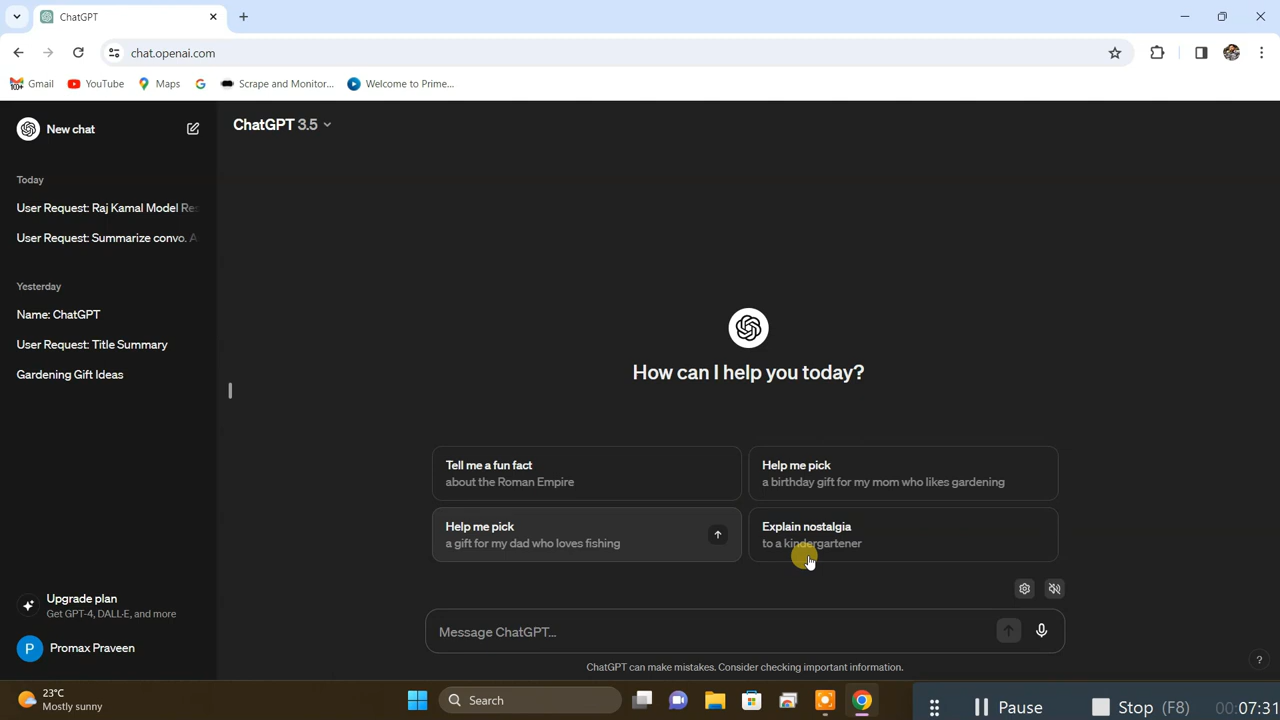 ChatGPT
chat.openai.com
Gmail
YouTube
Maps
Scrape and Monitor...
Welcome to Prime...
New chat
ChatGPT 3.5
Today
User Request: Raj Kamal Model
User Request: Summarize convo.
Yesterday
Name: ChatGPT
User Request: Title Summary
Gardening Gift Ideas
How can I help you today?
Tell me a fun fact
about the Roman Empire
Help me pick
a birthday gift for my mom who likes gardening
Help me pick
a gift for my dad who loves fishing
Explain nostalgia
to a kindergartener
Message ChatGPT...
ChatGPT can make mistakes. Consider checking important information.
?
Upgrade plan
Get GPT-4, DALL·E, and more
P
Promax Praveen
23°C
Mostly sunny
Search
Pause
Stop (F8)
00:07:31